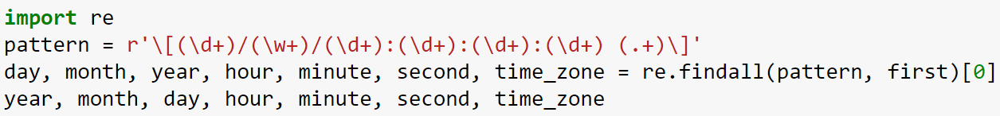 import re
pattern = r'\[(\d+)/(\w+)/(\d+):(\d+):(\d+):(\d+) (.+)\]'
day, month, year, hour, minute, second, time_zone = re.findall(pattern, first)[0]
year, month, day, hour, minute, second, time_zone